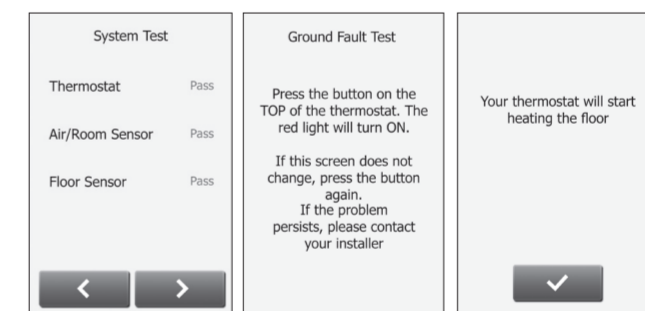 System Test
Thermostat Pass
Air/Room Sensor Pass
Floor Sensor Pass
Ground Fault Test
Press the button on the
TOP of the thermostat. The
red light will turn ON.
If this screen does not
change, press the button
again.
If the problem
persists, please contact
your installer
Your thermostat will start
heating the floor